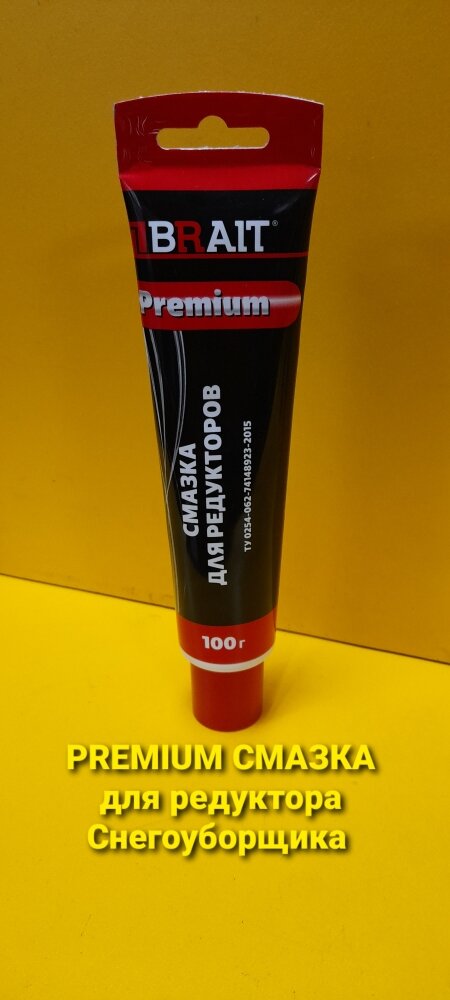 BRAIT®
Premium
СМАЗКА
ДЛЯ РЕДУКТОРОВ
ТУ 0254-062-74148923-2015
100 г
PREMIUM СМАЗКА
для редуктора
Снегоуборщика